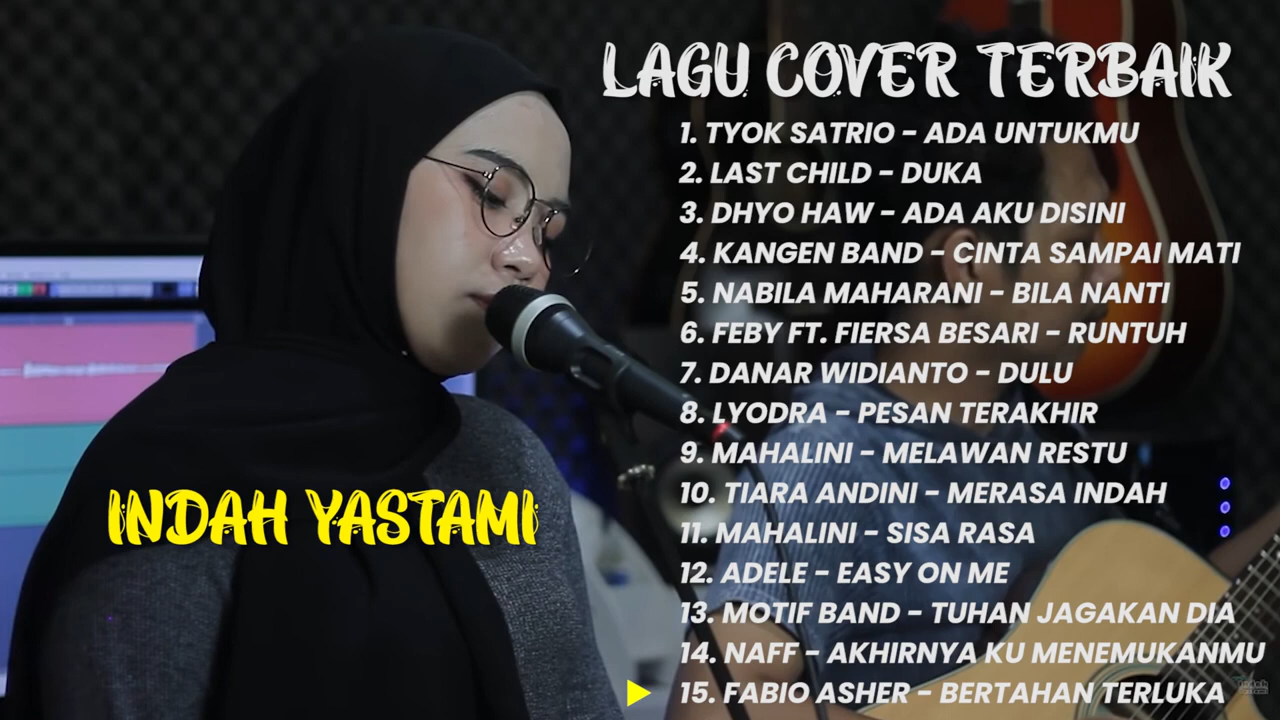 LAGU COVER TERBAIK
1. TYOK SATRIO - ADA UNTUKMU
2. LAST CHILD - DUKA
3. DHYO HAW - ADA AKU DISINI
4. KANGEN BAND - CINTA SAMPAI MATI
5. NABILA MAHARANI - BILA NANTI
6. FEBY FT. FIERSA BESARI - RUNTUH
7. DANAR WIDIANTO - DULU
8. LYODRA - PESAN TERAKHIR
9. MAHALINI - MELAWAN RESTU
10. TIARA ANDINI - MERASA INDAH
11. MAHALINI - SISA RASA
12. ADELE - EASY ON ME
13. MOTIF BAND - TUHAN JAGAKAN DIA
14. NAFF - AKHIRNYA KU MENEMUKANMU
15. FABIO ASHER - BERTAHAN TERLUKA
INDAH YASTAMI